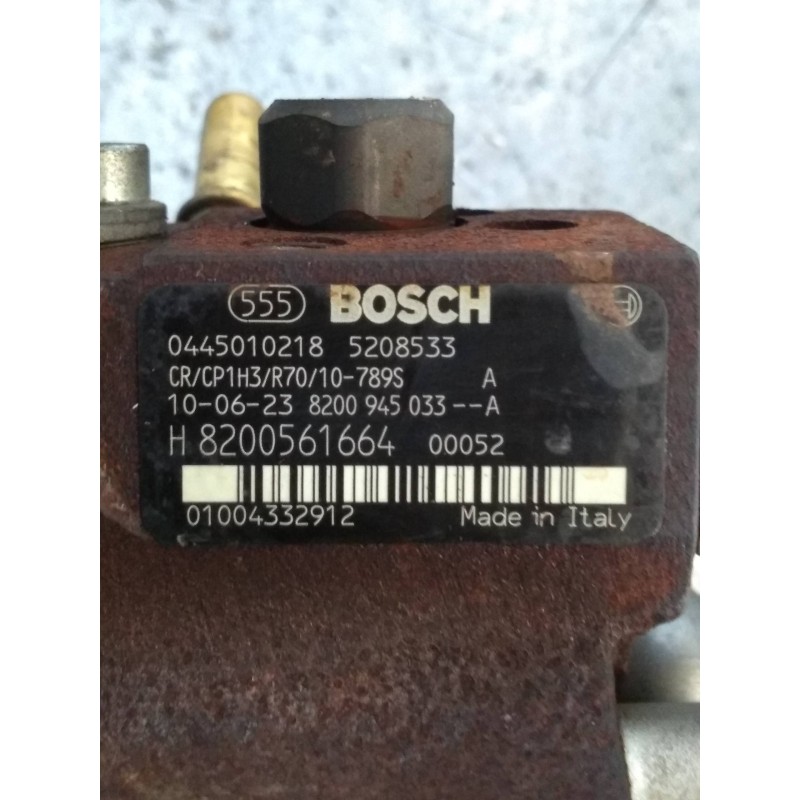 555 BOSCH
0445010218 5208533
CR/CP1H3/R70/10-789S A
10-06-23 8200 945 033--A
H 8200561664 00052
01004332912 Made in Italy